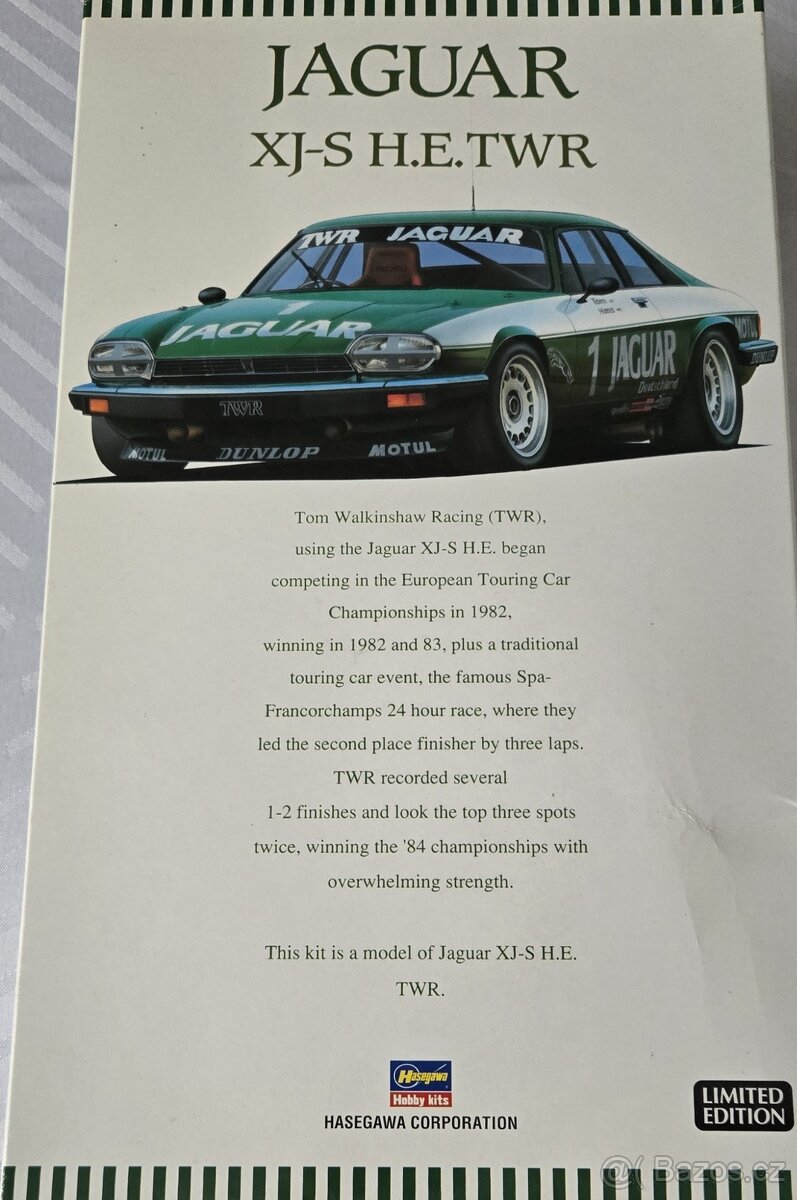 JAGUAR
XJ-S H.E. TWR
TWR JAGUAR
RECARO
1
JAGUAR
Tom
Hans
1 JAGUAR
Deutschland
MOTUL
DUNLOP
TWR
MOTUL DUNLOP MOTUL
Tom Walkinshaw Racing (TWR),
using the Jaguar XJ-S H.E. began
competing in the European Touring Car
Championships in 1982,
winning in 1982 and 83, plus a traditional
touring car event, the famous Spa-
Francorchamps 24 hour race, where they
led the second place finisher by three laps.
TWR recorded several
1-2 finishes and look the top three spots
twice, winning the '84 championships with
overwhelming strength.
This kit is a model of Jaguar XJ-S H.E.
TWR.
Hasegawa
Hobby kits
HASEGAWA CORPORATION
LIMITED
EDITION
@( Bazos.cz